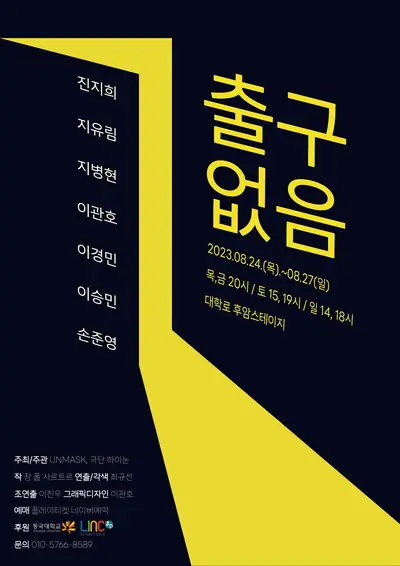 진지희
지유림
지병현
이관호
이경민
이승민
손준영
출구
없음
2023.08.24.(목).~08.27(일)
목,금 20시 / 토 15, 19시 / 일 14, 18시
대학로 후암스테이지
주최/주관 UNMASK, 극단 하이눈
작 장 폴 사르트르 연출/각색 최규선
조연출 이진우 그래픽디자인 이관호
예매 플레이티켓 네이버예약
후원 동국대학교 LINC
문의 010-5766-8589